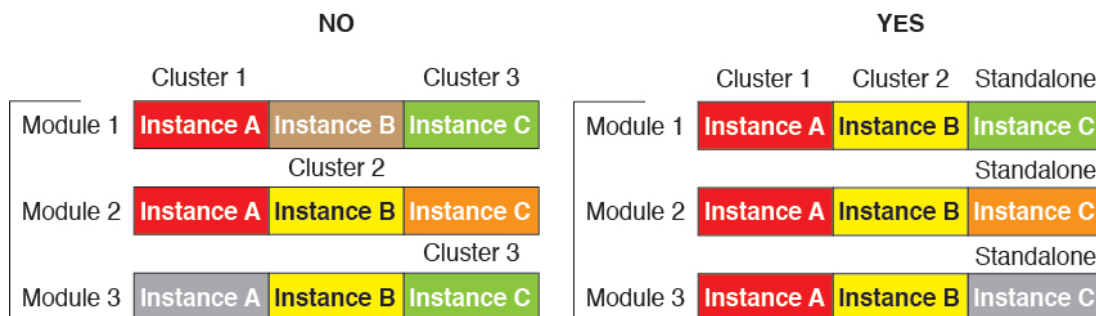 NO
YES
Cluster 1 Cluster 3
Cluster 1 Cluster 2 Standalone
Module 1 Instance A Instance B Instance C
Module 1 Instance A Instance B Instance C
Cluster 2
Standalone
Module 2 Instance A Instance B Instance C
Module 2 Instance A Instance B Instance C
Cluster 3
Standalone
Module 3 Instance A Instance B Instance C
Module 3 Instance A Instance B Instance C